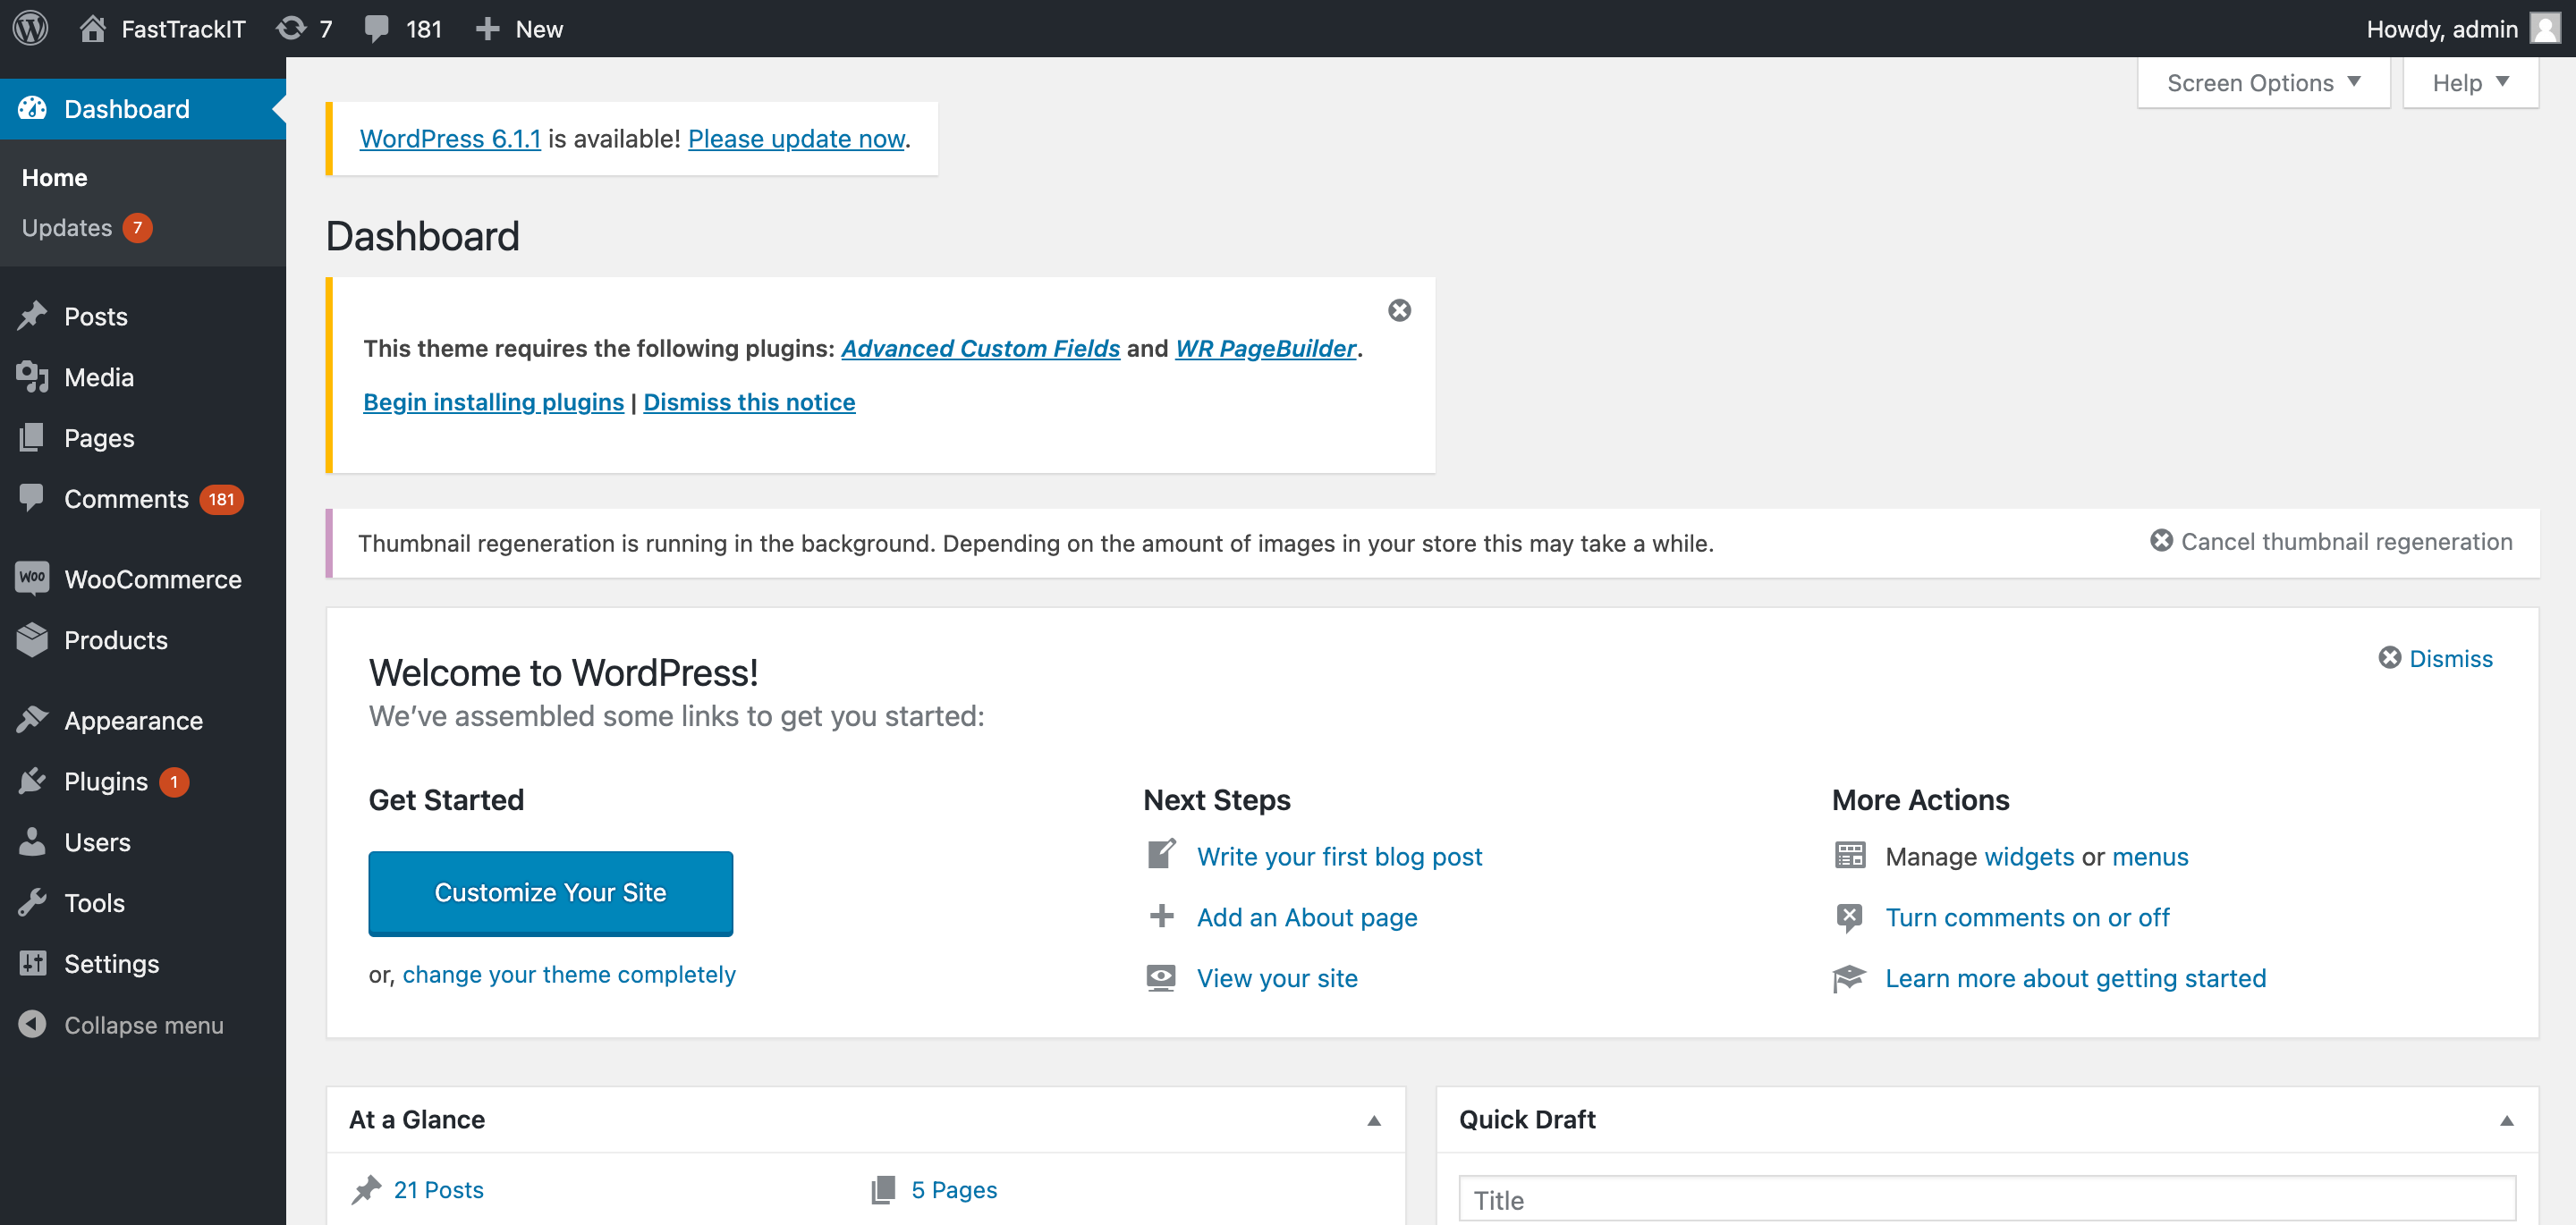 FastTrackIT 7 181 New Howdy, admin
Screen Options Help
Dashboard
Home
Updates 7
Posts
Media
Pages
Comments 181
WOO WooCommerce
Products
Appearance
Plugins 1
Users
Tools
Settings
Collapse menu
WordPress 6.1.1 is available! Please update now.
Dashboard
This theme requires the following plugins: Advanced Custom Fields and WR PageBuilder.
Begin installing plugins | Dismiss this notice
Thumbnail regeneration is running in the background. Depending on the amount of images in your store this may take a while. Cancel thumbnail regeneration
Welcome to WordPress! Dismiss
We’ve assembled some links to get you started:
Get Started
Customize Your Site
or, change your theme completely
Next Steps
Write your first blog post
Add an About page
View your site
More Actions
Manage widgets or menus
Turn comments on or off
Learn more about getting started
At a Glance
21 Posts 5 Pages
Quick Draft
Title